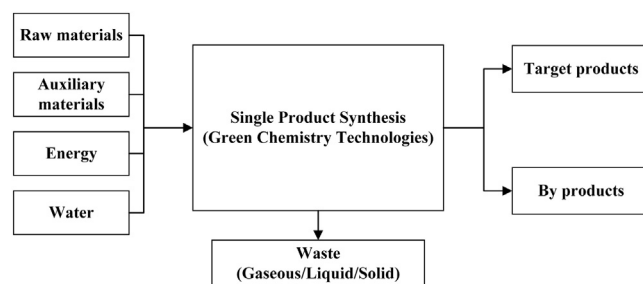 Raw materials
Auxiliary
materials
Energy
Water
Single Product Synthesis
(Green Chemistry Technologies)
Target products
By products
Waste
(Gaseous/Liquid/Solid)